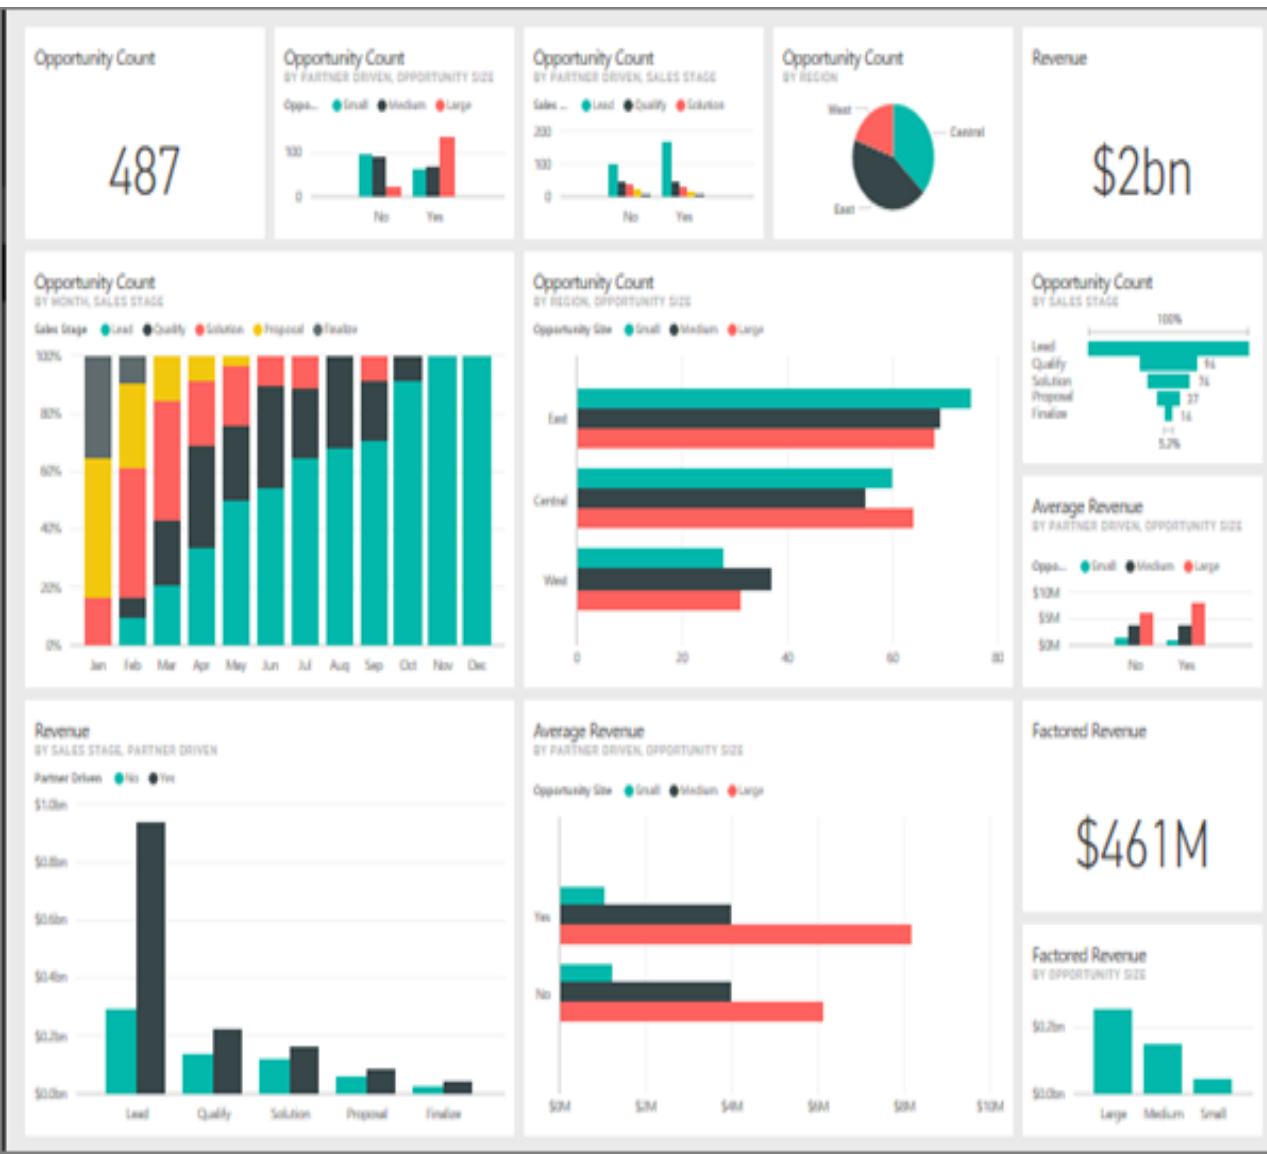 Opportunity Count
487
Opportunity Count
BY PARTNER DRIVEN, OPPORTUNITY SIZE
Oppo... Small Medium Large
100
0
No Yes
Opportunity Count
BY PARTNER DRIVEN, SALES STAGE
Sales ... Lead Qualify Solution
200
100
0
No Yes
Opportunity Count
BY REGION
West
Central
East
Revenue
$2bn
Opportunity Count
BY MONTH, SALES STAGE
Sales Stage Lead Qualify Solution Proposal Finalize
100%
80%
60%
40%
20%
0%
Jan Feb Mar Apr May Jun Jul Aug Sep Oct Nov Dec
Opportunity Count
BY REGION, OPPORTUNITY SIZE
Opportunity Size Small Medium Large
East
Central
West
0 20 40 60 80
Opportunity Count
BY SALES STAGE
100%
Lead
Qualify 94
Solution 74
Proposal 37
Finalize 14
5.2%
Average Revenue
BY PARTNER DRIVEN, OPPORTUNITY SIZE
Oppo... Small Medium Large
$10M
$5M
$0M
No Yes
Revenue
BY SALES STAGE, PARTNER DRIVEN
Partner Driven No Yes
$1.0bn
$0.8bn
$0.6bn
$0.4bn
$0.2bn
$0.0bn
Lead Qualify Solution Proposal Finalize
Average Revenue
BY PARTNER DRIVEN, OPPORTUNITY SIZE
Opportunity Size Small Medium Large
Yes
No
$0M $2M $4M $6M $8M $10M
Factored Revenue
$461M
Factored Revenue
BY OPPORTUNITY SIZE
$0.2bn
$0.0bn
Large Medium Small